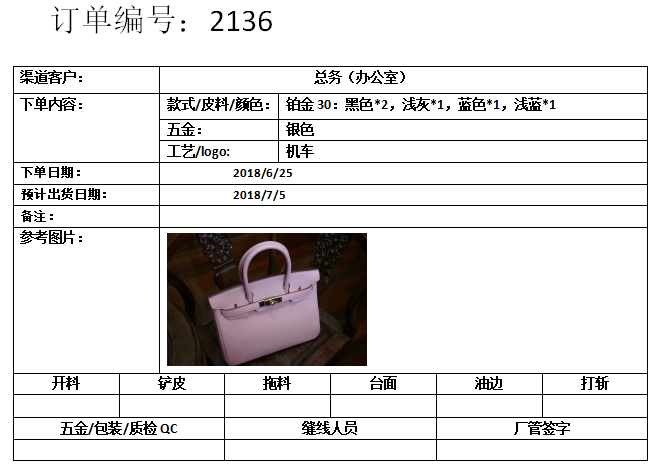 订单编号：2136
渠道客户： 总务（办公室）
下单内容： 款式/皮料/颜色： 铂金 30：黑色*2，浅灰*1，蓝色*1，浅蓝*1
五金： 银色
工艺/logo: 机车
下单日期： 2018/6/25
预计出货日期： 2018/7/5
备注：
参考图片：
开料 铲皮 拖料 台面 油边 打斩
五金/包装/质检 QC 缝线人员 厂管签字